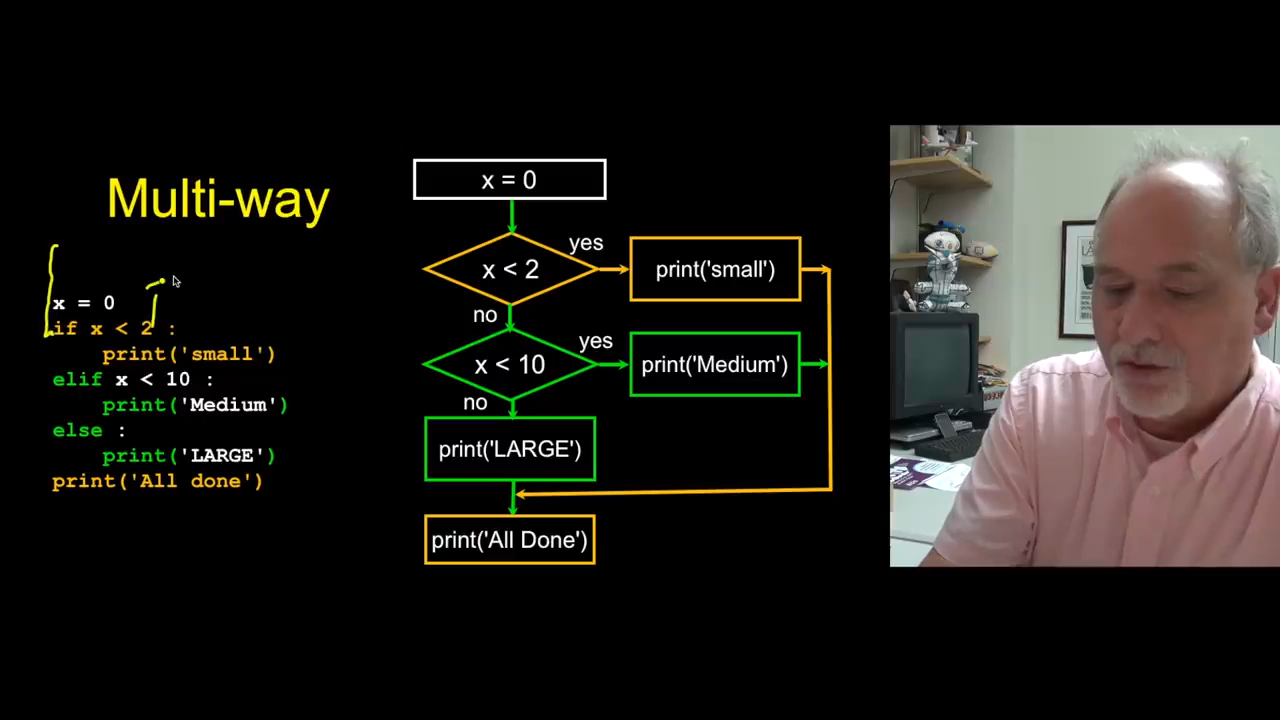 Multi-way
x = 0
if x < 2 :
print('small')
elif x < 10 :
print('Medium')
else :
print('LARGE')
print('All done')
x = 0
x < 2
yes
print('small')
no
x < 10
yes
print('Medium')
no
print('LARGE')
print('All Done')